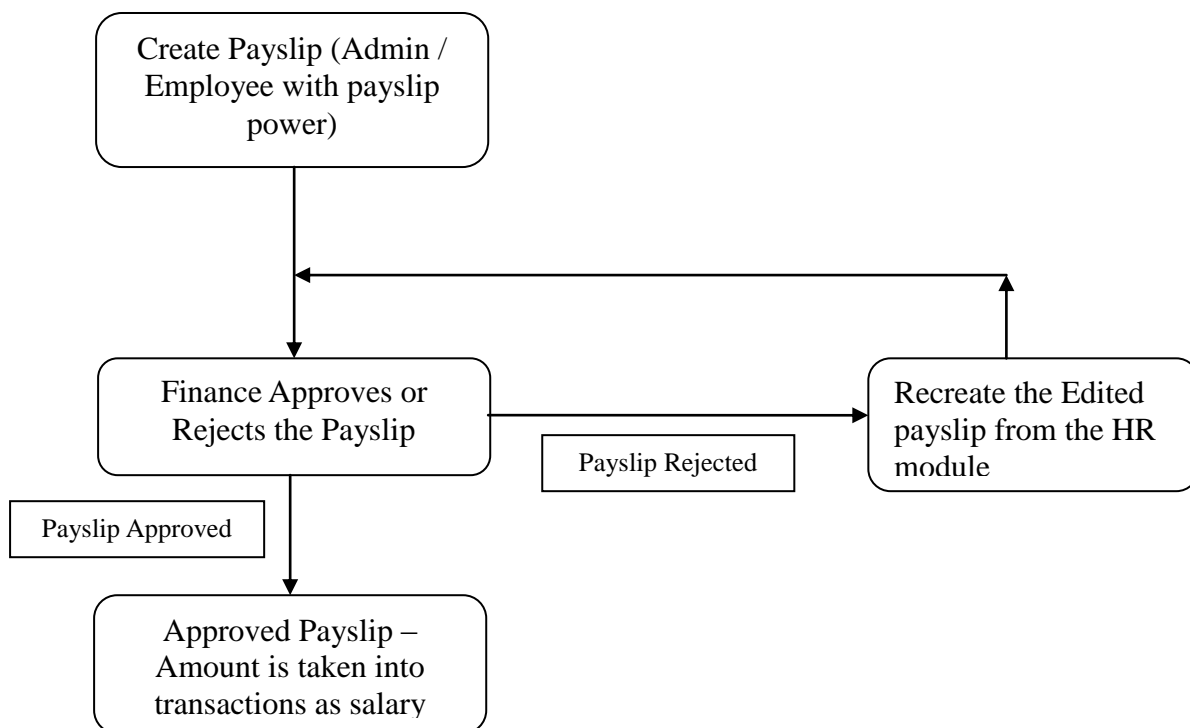 Create Payslip (Admin /
Employee with payslip
power)
Finance Approves or
Rejects the Payslip
Payslip Rejected
Recreate the Edited
payslip from the HR
module
Payslip Approved
Approved Payslip –
Amount is taken into
transactions as salary